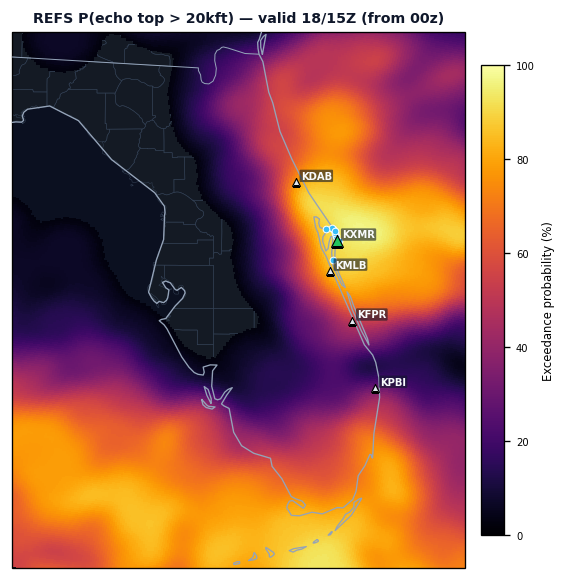 REFS P(echo top > 20kft) — valid 18/15Z (from 00z)
KDAB
KXMR
KMLB
KFPR
KPBI
100
80
60
40
20
0
Exceedance probability (%)